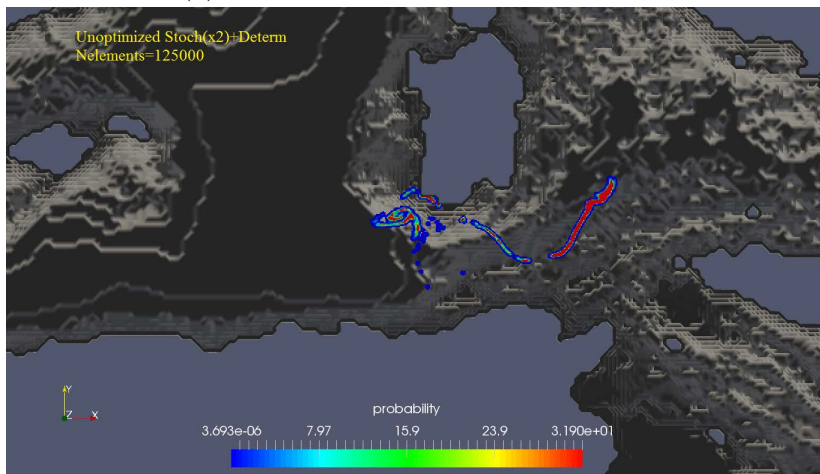 Unoptimized Stoch(x2)+Determ
Nelements=125000
Y
Z X
probability
3.693e-06 7.97 15.9 23.9 3.190e+01